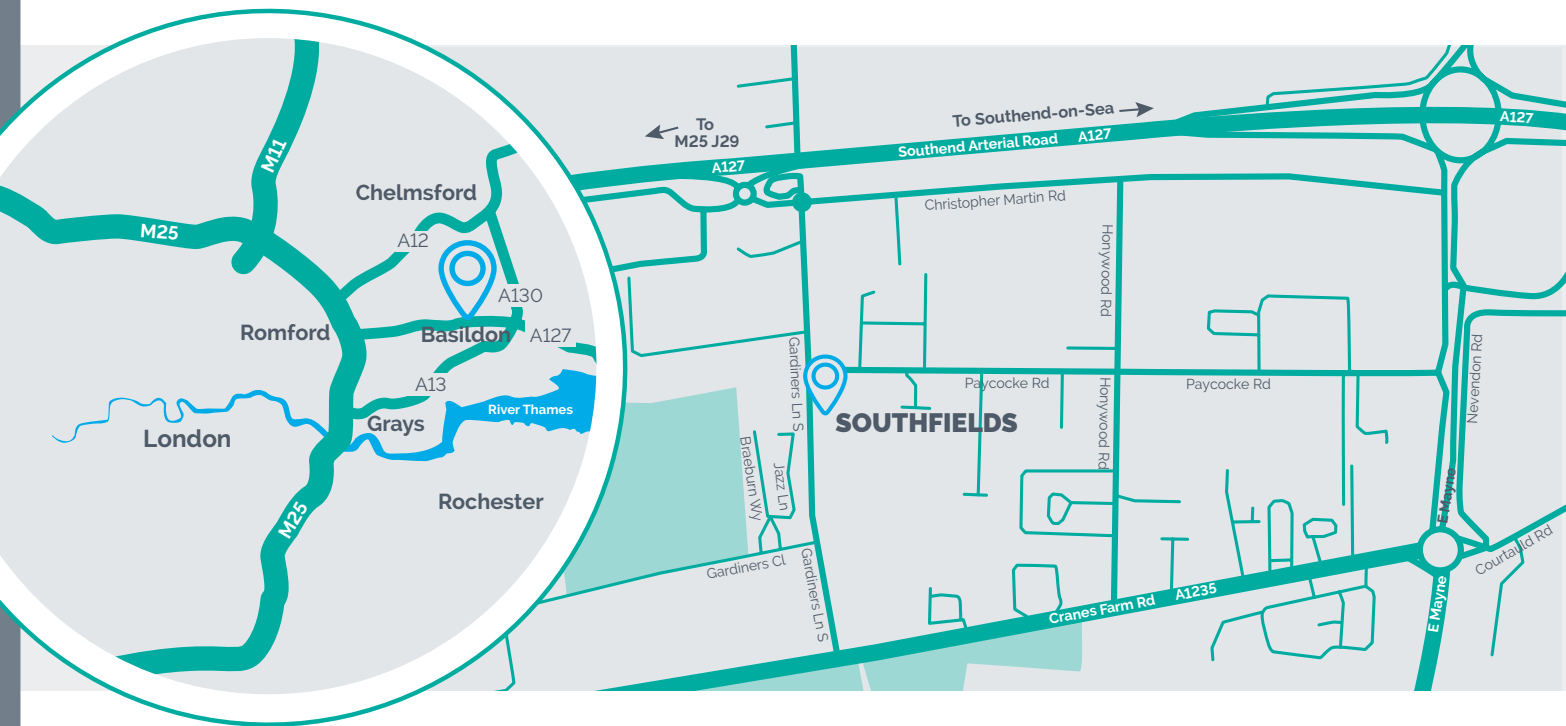 M11
Chelmsford
M25
A12
A130
Romford
Basildon
A127
A13
Grays
River Thames
London
Rochester
M25
To
M25 J29
To Southend-on-Sea
A127
Southend Arterial Road
A127
A127
Christopher Martin Rd
Honywood Rd
Gardiners Ln S
Paycocke Rd
Paycocke Rd
Nevendon Rd
SOUTHFIELDS
Honywood Rd
Braeburn Wy
Jazz Ln
E Mayne
Gardiners Cl
Gardiners Ln S
Courtauld Rd
Cranes Farm Rd
A1235
E Mayne